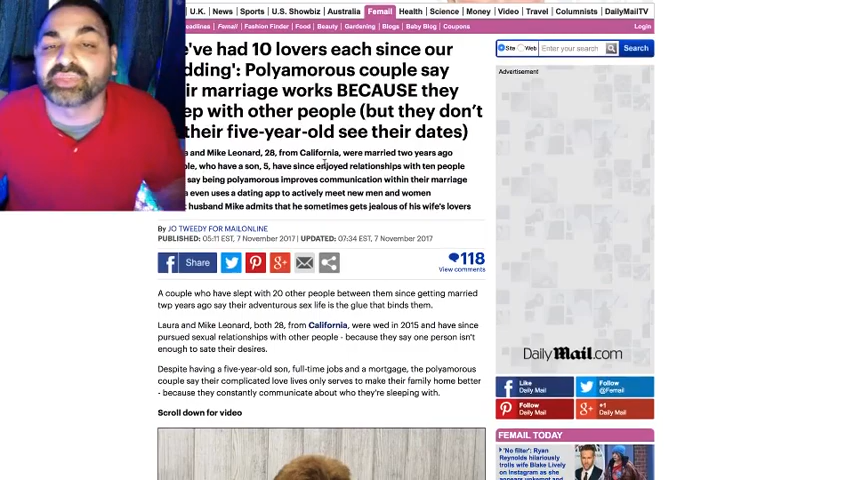 U.K. News Sports U.S. Showbiz Australia Femail Health Science Money Video Travel Columnists DailyMailTV
Femail Fashion Finder Food Beauty Gardening Blogs Baby Blog Coupons Login
've had 10 lovers each since our
dding': Polyamorous couple say
ir marriage works BECAUSE they
ep with other people (but they don't
their five-year-old see their dates)
Site Web Enter your search Search
Advertisement
a and Mike Leonard, 28, from California, were married two years ago
ple, who have a son, 5, have since enjoyed relationships with ten people
say being polyamorous improves communication within their marriage
a even uses a dating app to actively meet new men and women
husband Mike admits that he sometimes gets jealous of his wife's lovers
By JO TWEEDY FOR MAILONLINE
PUBLISHED: 05:11 EST, 7 November 2017 | UPDATED: 07:34 EST, 7 November 2017
f Share
118
View comments
A couple who have slept with 20 other people between them since getting married
twp years ago say their adventurous sex life is the glue that binds them.
Laura and Mike Leonard, both 28, from California, were wed in 2015 and have since
pursued sexual relationships with other people - because they say one person isn't
enough to sate their desires.
Despite having a five-year-old son, full-time jobs and a mortgage, the polyamorous
couple say their complicated love lives only serves to make their family home better
- because they constantly communicate about who they're sleeping with.
Scroll down for video
DailyMail.com
Like
Daily Mail
Follow
@Femail
Follow
Daily Mail
+1
Daily Mail
FEMAIL TODAY
'No filter': Ryan
Reynolds hilariously
trolls wife Blake Lively
on Instagram as she
appears unkempt and